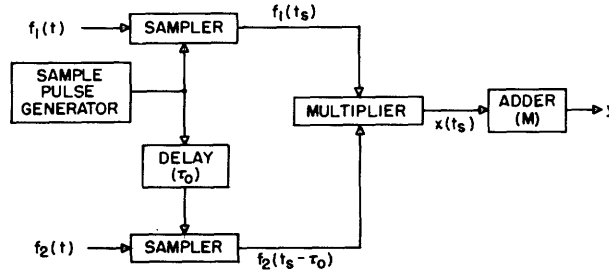 f₁(t)
SAMPLER
f₁(tₛ)
SAMPLE
PULSE
GENERATOR
MULTIPLIER
x(tₛ)
ADDER
(M)
y
DELAY
(τ₀)
f₂(t)
SAMPLER
f₂(tₛ-τ₀)